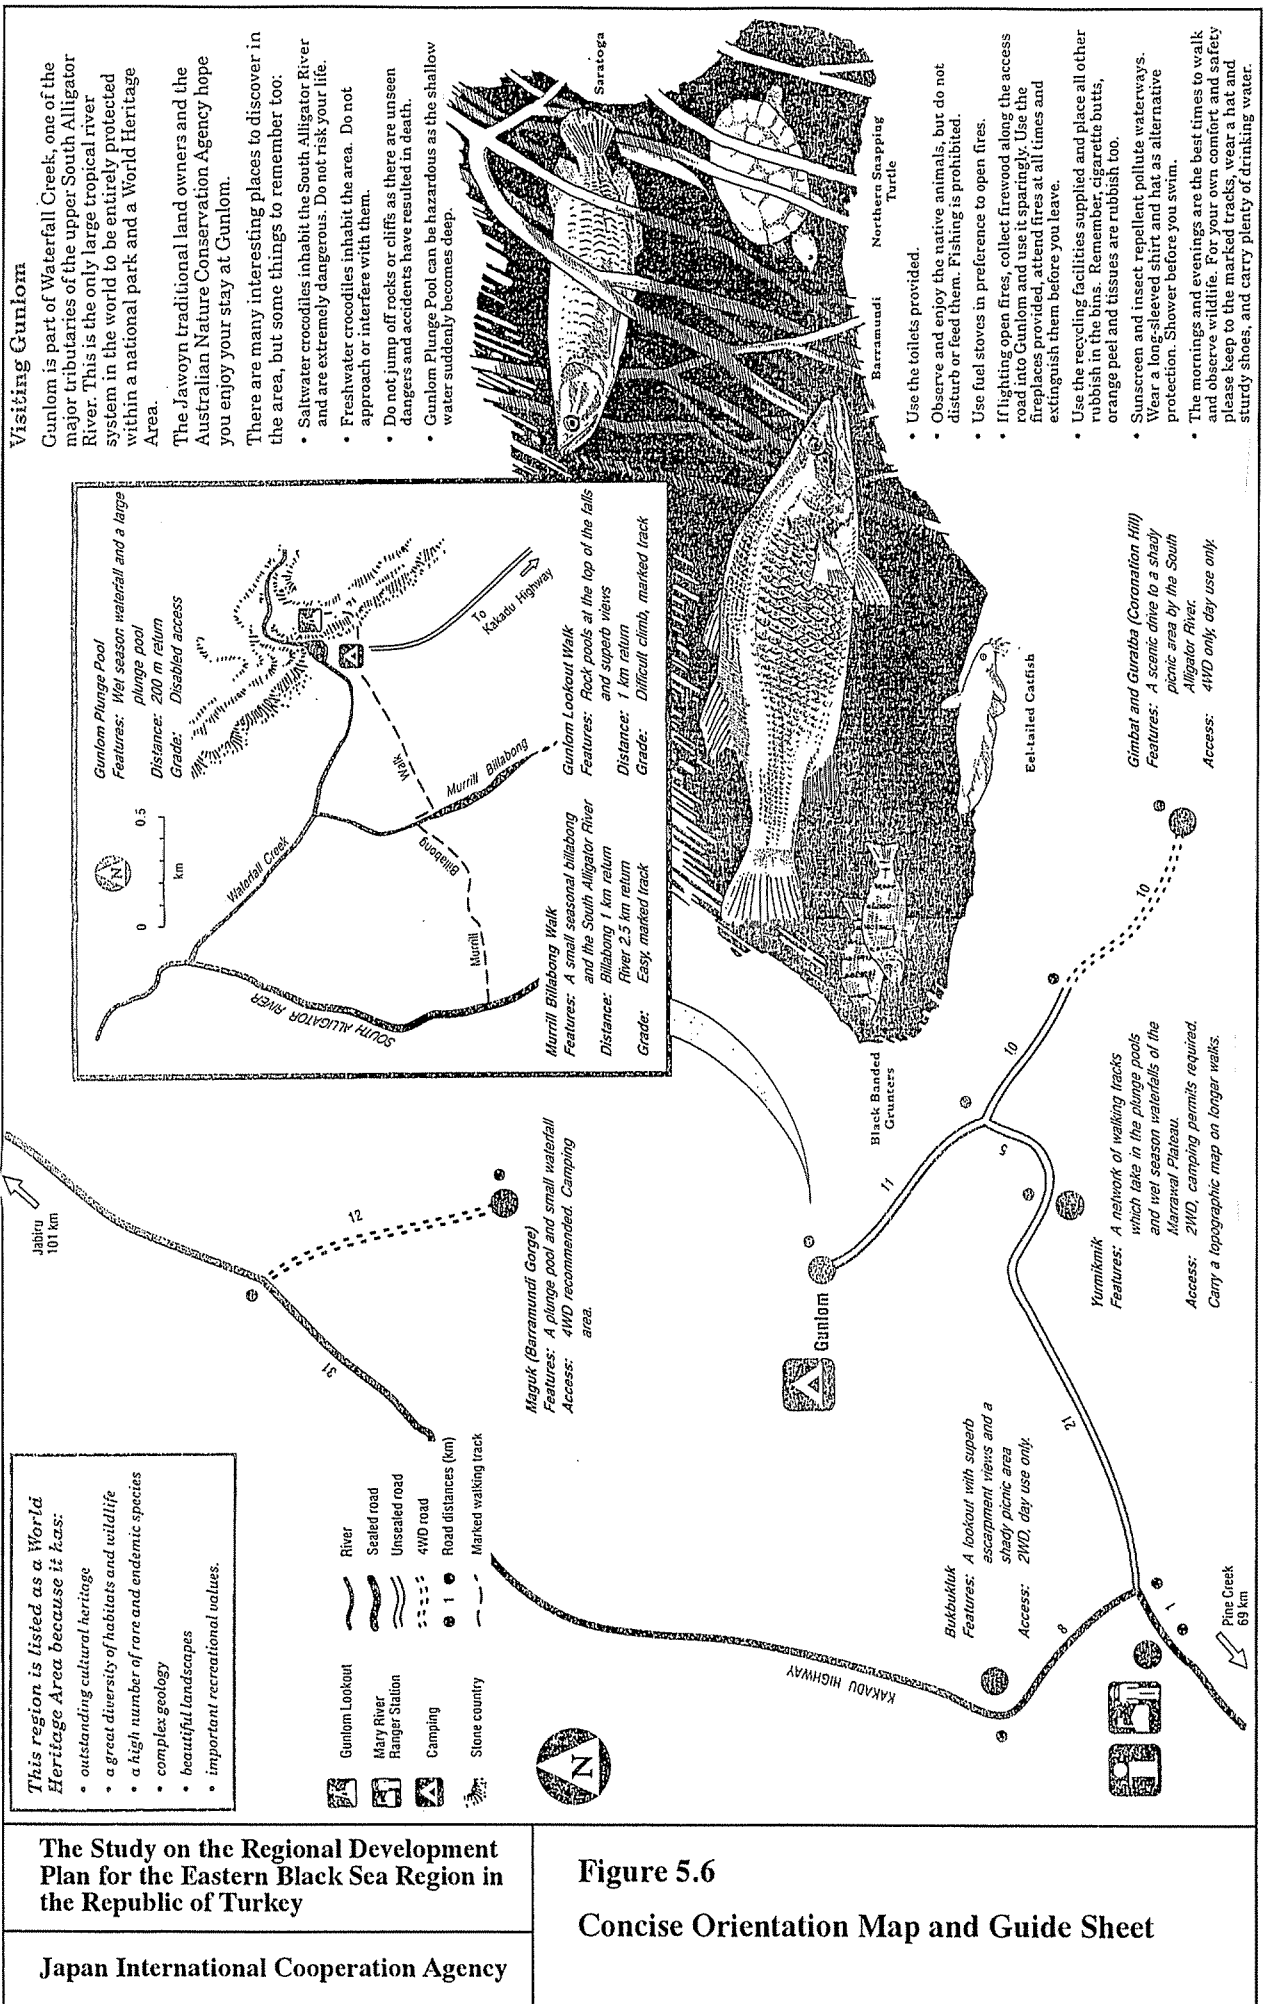 This region is listed as a World
Heritage Area because it has:
• outstanding cultural heritage
• a great diversity of habitats and wildlife
• a high number of rare and endemic species
• complex geology
• beautiful landscapes
• important recreational values.
Gunlom Lookout
Mary River
Ranger Station
Camping
Stone country
River
Sealed road
Unsealed road
4WD road
1 Road distances (km)
Marked walking track
N
Jabiru
101 km
31
12
Maguk (Barramundi Gorge)
Features: A plunge pool and small waterfall
Access: 4WD recommended. Camping
area.
KAKADU HIGHWAY
Bukbukluk
Features: A lookout with superb
escarpment views and a
shady picnic area
Access: 2WD, day use only.
8
1
Pine Creek
69 km
21
5
11
10
10
Gunlom
Yurmikmik
Features: A network of walking tracks
which take in the plunge pools
and wet season waterfalls of the
Marrawal Plateau.
Access: 2WD, camping permits required.
Carry a topographic map on longer walks.
Gimbat and Guratba (Coronation Hill)
Features: A scenic drive to a shady
picnic area by the South
Alligator River.
Access: 4WD only, day use only.
Gunlom Plunge Pool
Features: Wet season waterfall and a large
plunge pool
Distance: 200 m return
Grade: Disabled access
N
0 0.5
km
Waterfall Creek
SOUTH ALLIGATOR RIVER
Murrill Billabong Walk
Murrill Billabong
To
Kakadu Highway
Murrill Billabong Walk
Features: A small seasonal billabong
and the South Alligator River
Distance: Billabong 1 km return
River 2.5 km return
Grade: Easy, marked track
Gunlom Lookout Walk
Features: Rock pools at the top of the falls
and superb views
Distance: 1 km return
Grade: Difficult climb, marked track
Visiting Gunlom
Gunlom is part of Waterfall Creek, one of the
major tributaries of the upper South Alligator
River. This is the only large tropical river
system in the world to be entirely protected
within a national park and a World Heritage
Area.
The Jawoyn traditional land owners and the
Australian Nature Conservation Agency hope
you enjoy your stay at Gunlom.
There are many interesting places to discover in
the area, but some things to remember too:
• Saltwater crocodiles inhabit the South Alligator River
and are extremely dangerous. Do not risk your life.
• Freshwater crocodiles inhabit the area. Do not
approach or interfere with them.
• Do not jump off rocks or cliffs as there are unseen
dangers and accidents have resulted in death.
• Gunlom Plunge Pool can be hazardous as the shallow
water suddenly becomes deep.
Saratoga
Northern Snapping
Turtle
Barramundi
Eel-tailed Catfish
Black Banded
Grunters
• Use the toilets provided.
• Observe and enjoy the native animals, but do not
disturb or feed them. Fishing is prohibited.
• Use fuel stoves in preference to open fires.
• If lighting open fires, collect firewood along the access
road into Gunlom and use it sparingly. Use the
fireplaces provided, attend fires at all times and
extinguish them before you leave.
• Use the recycling facilities supplied and place all other
rubbish in the bins. Remember, cigarette butts,
orange peel and tissues are rubbish too.
• Sunscreen and insect repellent pollute waterways.
Wear a long-sleeved shirt and hat as alternative
protection. Shower before you swim.
• The mornings and evenings are the best times to walk
and observe wildlife. For your own comfort and safety
please keep to the marked tracks, wear a hat and
sturdy shoes, and carry plenty of drinking water.
The Study on the Regional Development
Plan for the Eastern Black Sea Region in
the Republic of Turkey
Japan International Cooperation Agency
Figure 5.6
Concise Orientation Map and Guide Sheet